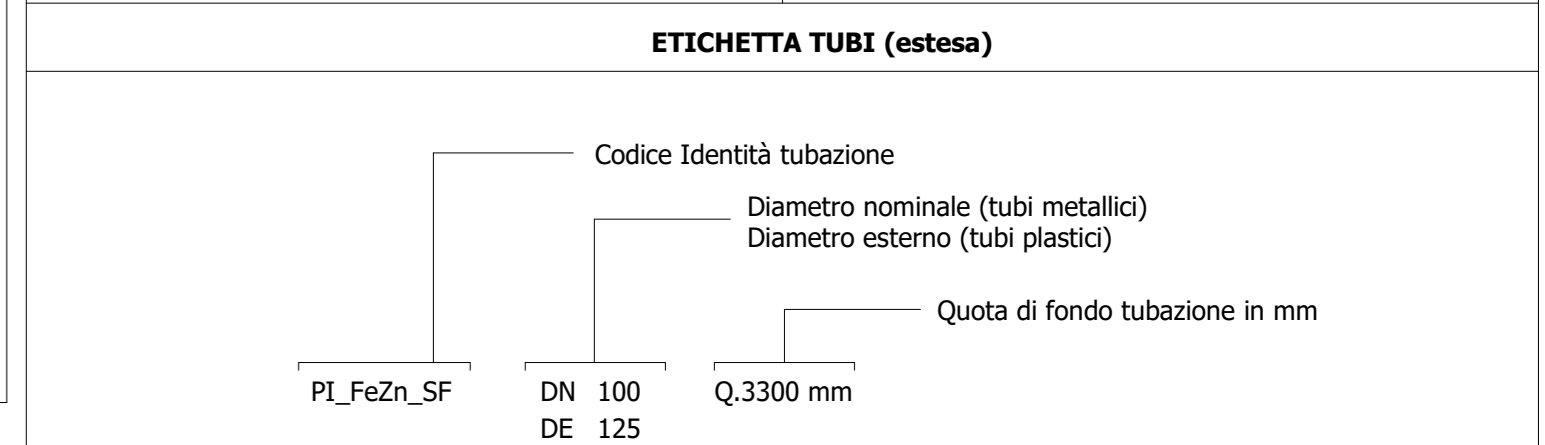 ETICHETTA TUBI (estesa)
Codice Identità tubazione
Diametro nominale (tubi metallici)
Diametro esterno (tubi plastici)
Quota di fondo tubazione in mm
PI_FeZn_SF DN 100 Q.3300 mm
DE 125